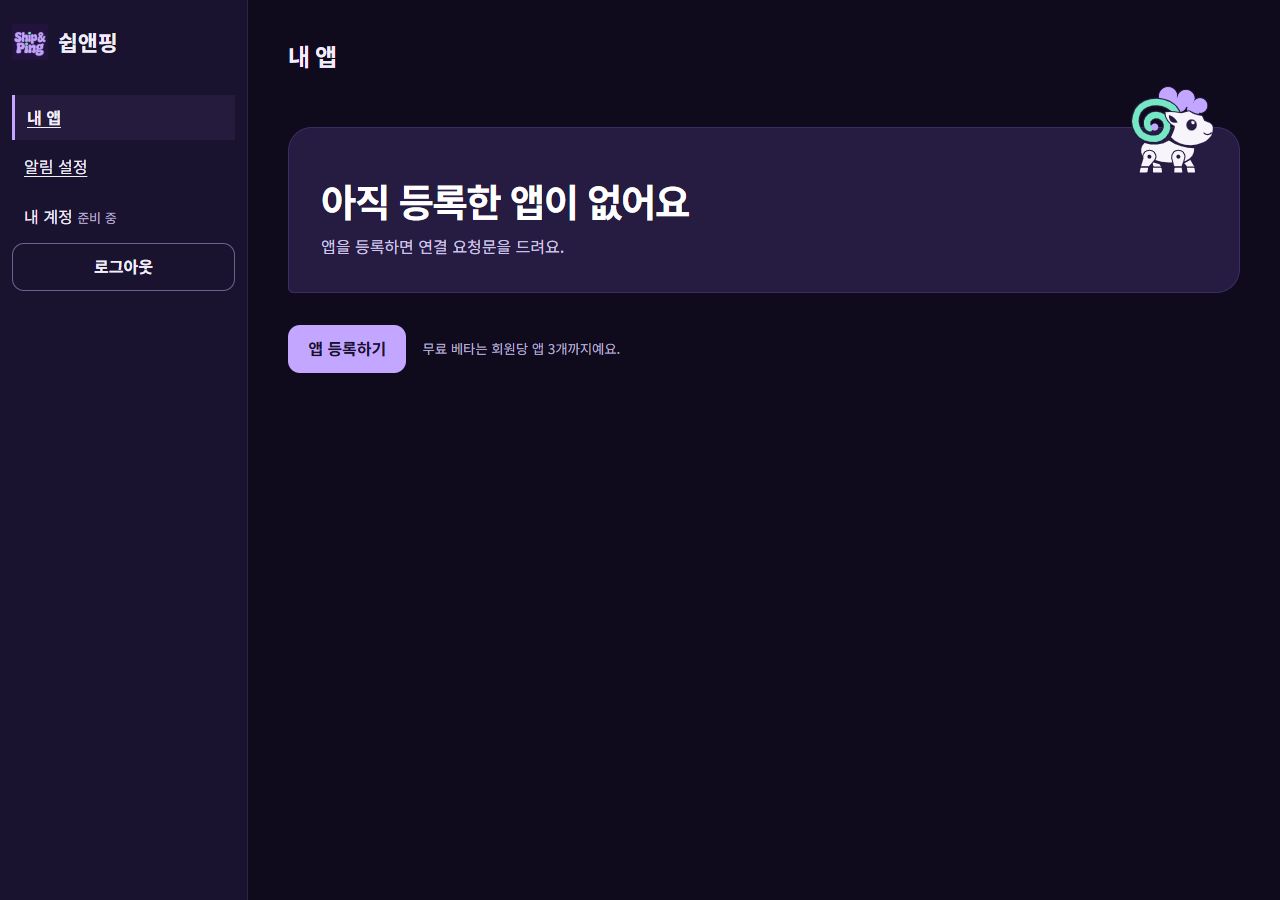 Ship&
Ping
쉽앤핑
내 앱
알림 설정
내 계정 준비 중
로그아웃
내 앱
아직 등록한 앱이 없어요
앱을 등록하면 연결 요청문을 드려요.
앱 등록하기
무료 베타는 회원당 앱 3개까지예요.